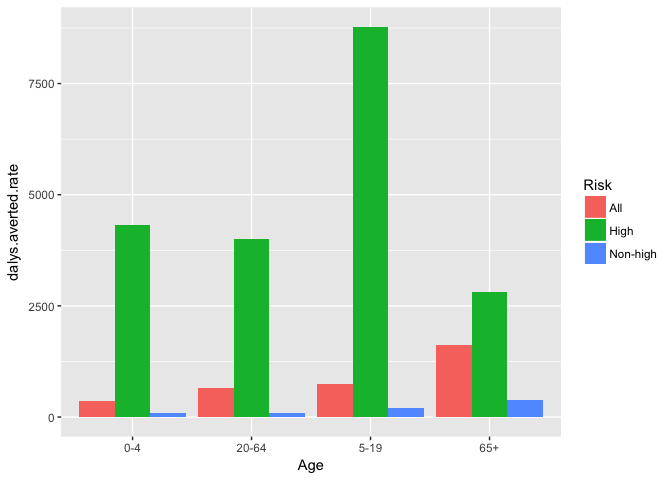 dalys.averted.rate
7500
5000
2500
0
0-4
20-64
5-19
65+
Age
Risk
All
High
Non-high